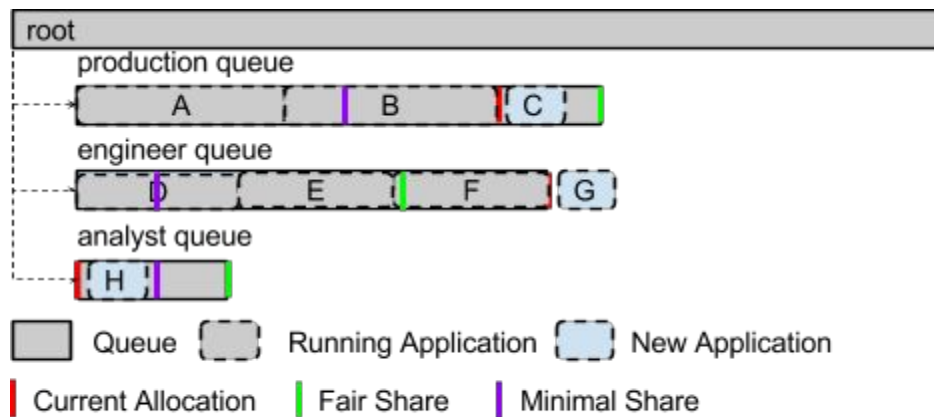 root
production queue
A B C
engineer queue
D E F G
analyst queue
H
Queue Running Application New Application
Current Allocation Fair Share Minimal Share